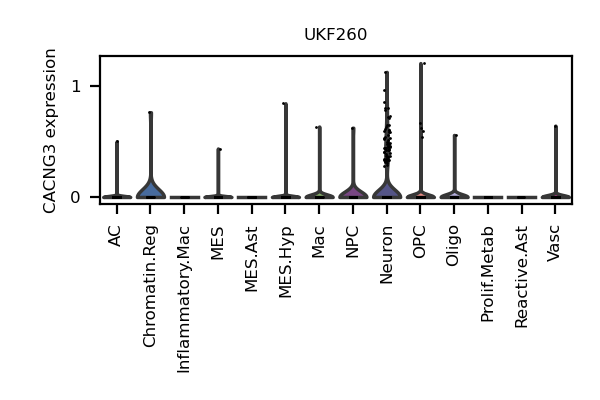 UKF260
CACNG3 expression
1
0
AC
Chromatin.Reg
Inflammatory.Mac
MES
MES.Ast
MES.Hyp
Mac
NPC
Neuron
OPC
Oligo
Prolif.Metab
Reactive.Ast
Vasc